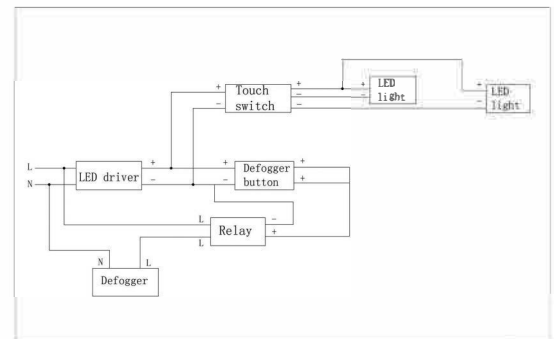 + Touch + + LED + LED
- switch - - light - light
-
L + + Defogger +
N LED driver - - button +
L Relay -
L +
N L
Defogger